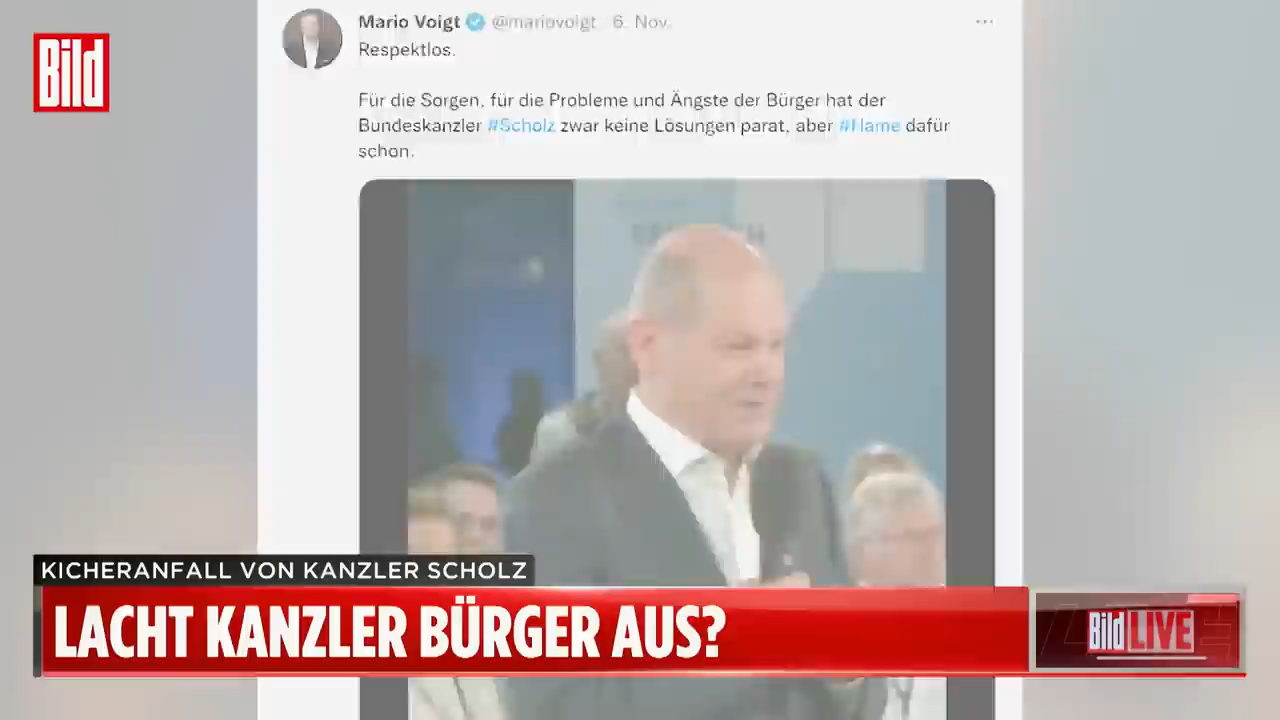 Bild
Mario Voigt @mariovoigt · 6. Nov.
Respektlos.
Für die Sorgen, für die Probleme und Ängste der Bürger hat der
Bundeskanzler #Scholz zwar keine Lösungen parat, aber #Häme dafür
schon.
KICHERANFALL VON KANZLER SCHOLZ
LACHT KANZLER BÜRGER AUS?
Bild LIVE